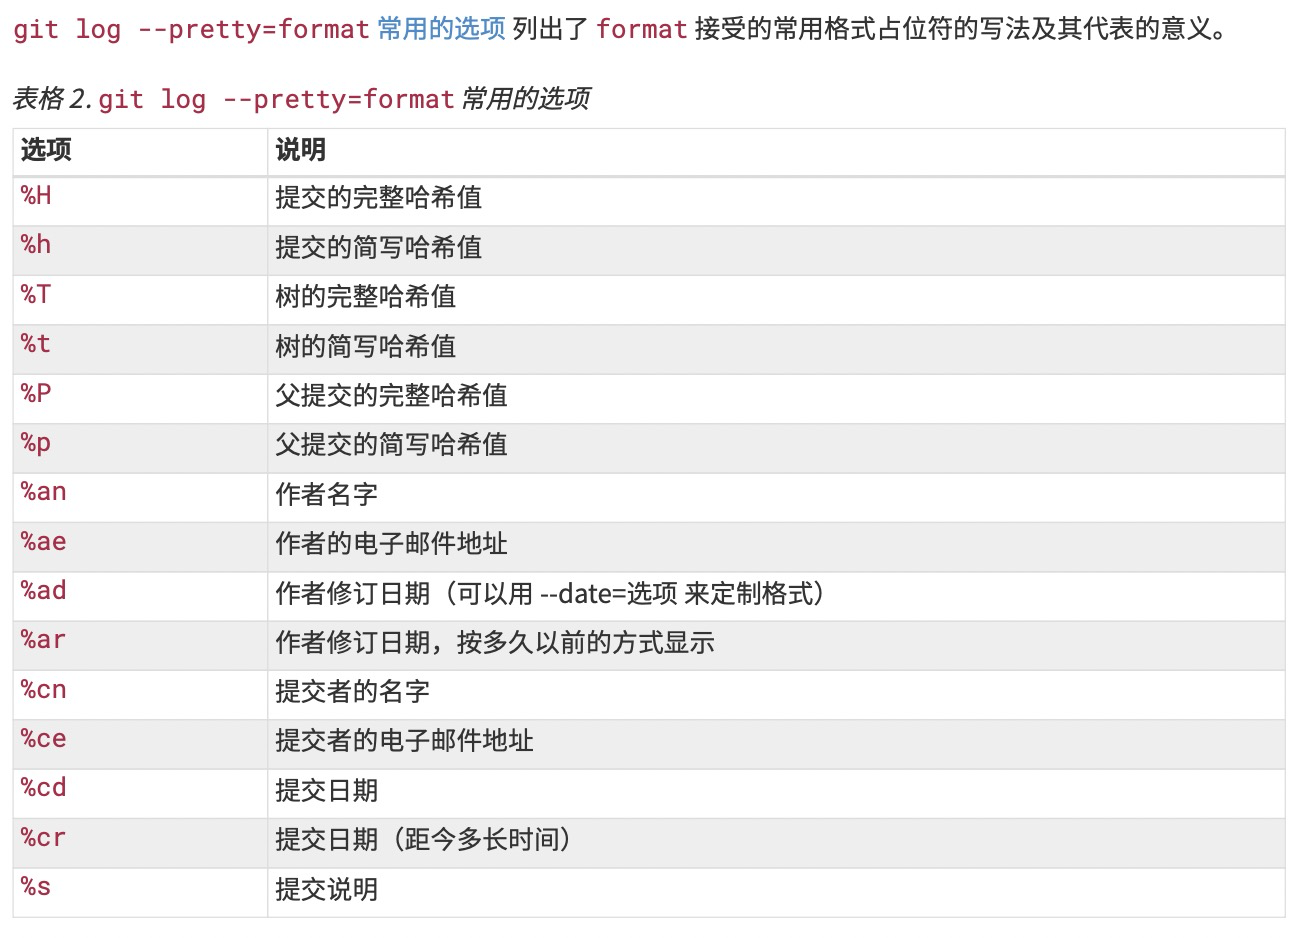 git log --pretty=format 常用的选项 列出了 format 接受的常用格式占位符的写法及其代表的意义。
表格 2. git log --pretty=format 常用的选项
选项 说明
%H 提交的完整哈希值
%h 提交的简写哈希值
%T 树的完整哈希值
%t 树的简写哈希值
%P 父提交的完整哈希值
%p 父提交的简写哈希值
%an 作者名字
%ae 作者的电子邮件地址
%ad 作者修订日期（可以用 --date=选项 来定制格式）
%ar 作者修订日期，按多久以前的方式显示
%cn 提交者的名字
%ce 提交者的电子邮件地址
%cd 提交日期
%cr 提交日期（距今多长时间）
%s 提交说明